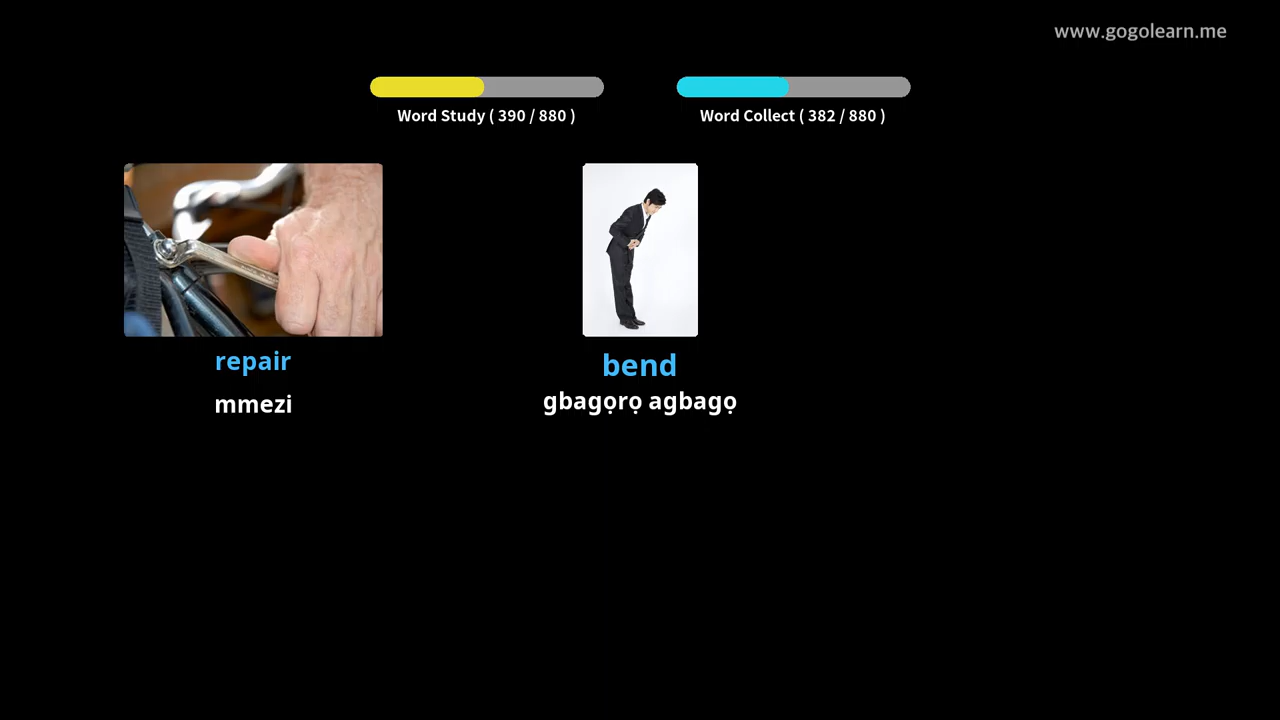 www.gogolearn.me
Word Study ( 390 / 880 )
Word Collect ( 382 / 880 )
repair
mmezi
bend
gbagọrọ agbagọ